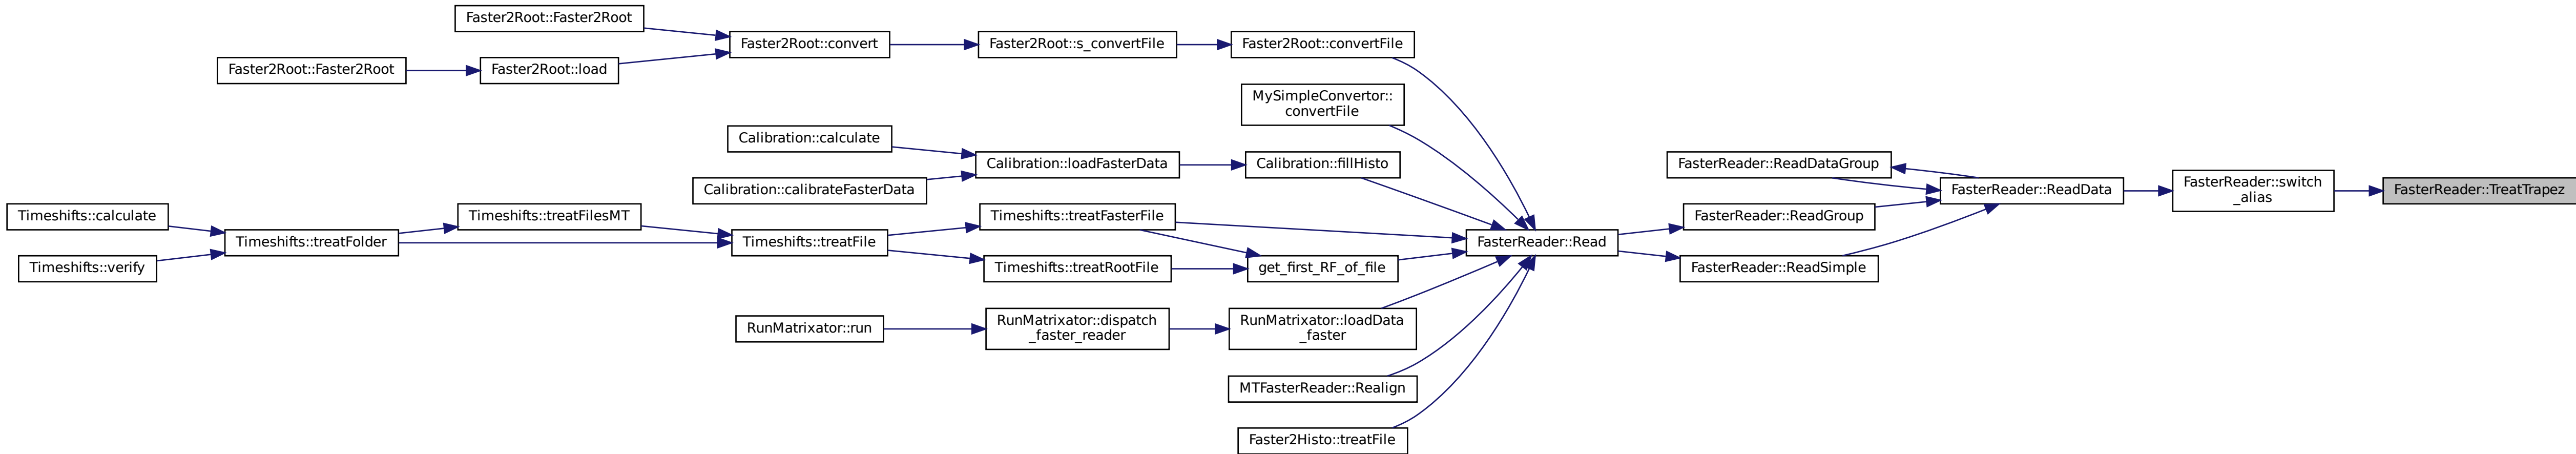 Faster2Root::Faster2Root
Faster2Root::convert
Faster2Root::s_convertFile
Faster2Root::convertFile
Faster2Root::Faster2Root
Faster2Root::load
MySimpleConvertor::
convertFile
Calibration::calculate
Calibration::loadFasterData
Calibration::fillHisto
FasterReader::ReadDataGroup
Calibration::calibrateFasterData
FasterReader::ReadData
FasterReader::switch
_alias
FasterReader::TreatTrapez
Timeshifts::calculate
Timeshifts::treatFilesMT
Timeshifts::treatFasterFile
FasterReader::ReadGroup
Timeshifts::treatFolder
Timeshifts::treatFile
FasterReader::Read
Timeshifts::verify
Timeshifts::treatRootFile
get_first_RF_of_file
FasterReader::ReadSimple
RunMatrixator::run
RunMatrixator::dispatch
_faster_reader
RunMatrixator::loadData
_faster
MTFasterReader::Realign
Faster2Histo::treatFile